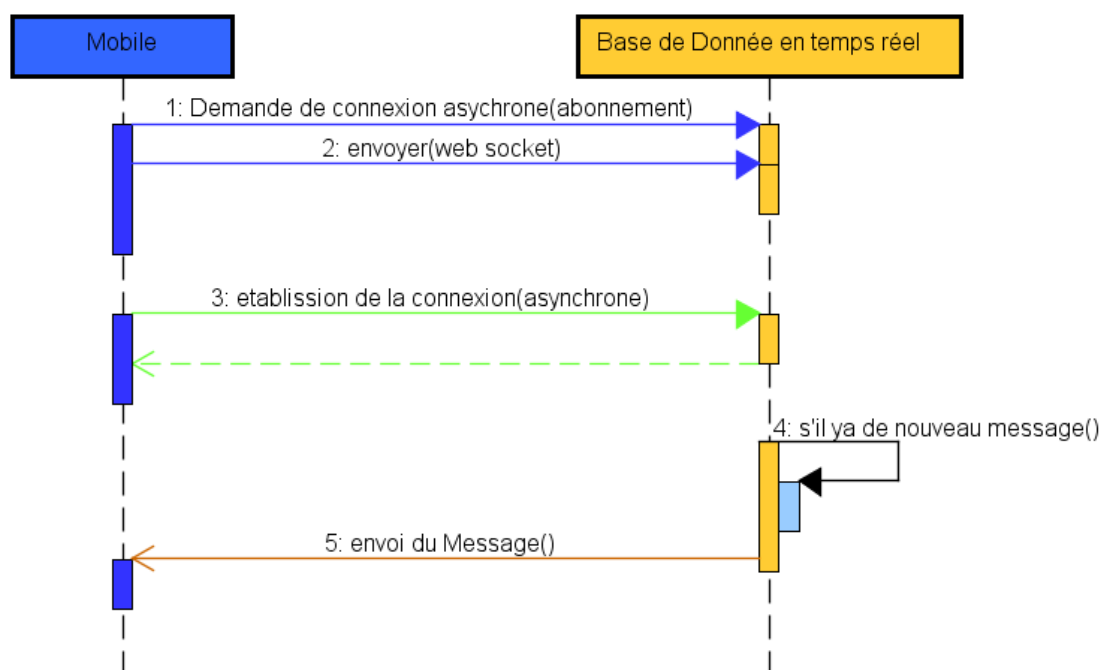 Mobile
Base de Donnée en temps réel
1: Demande de connexion asychrone(abonnement)
2: envoyer(web socket)
3: etablission de la connexion(asynchrone)
4: s'il ya de nouveau message()
5: envoi du Message()